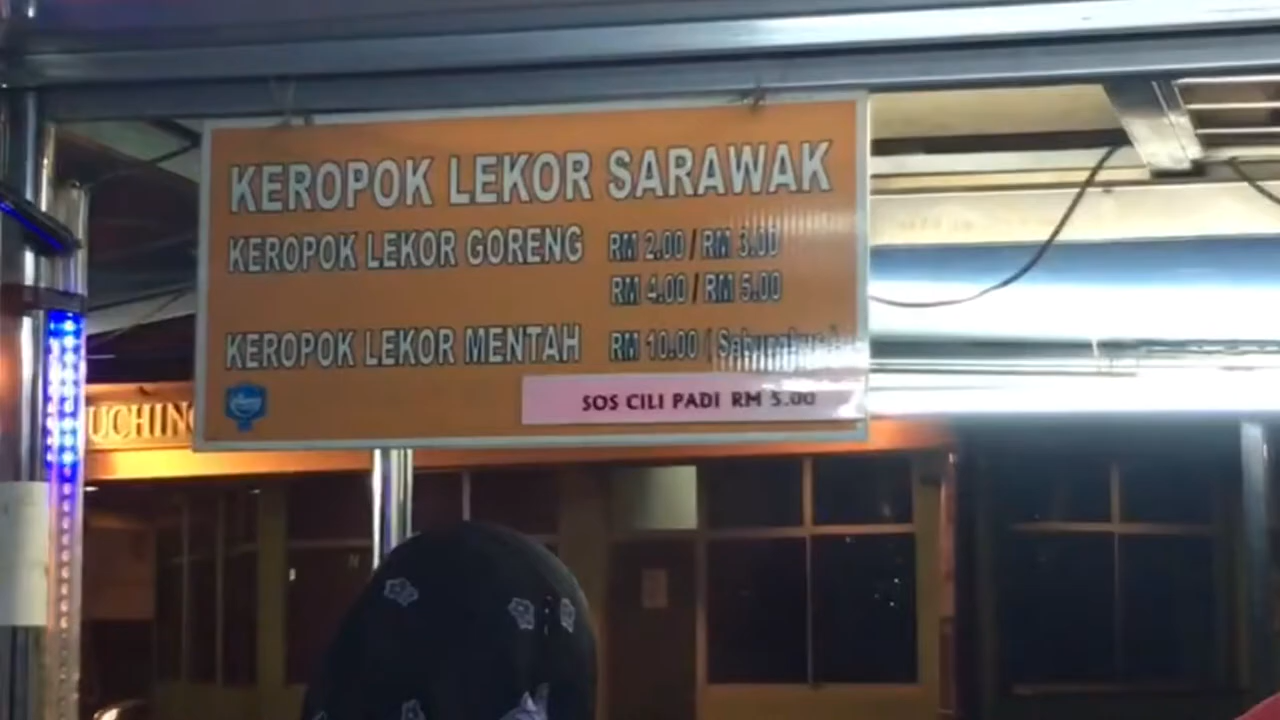 KEROPOK LEKOR SARAWAK
KEROPOK LEKOR GORENG RM 2.00 / RM 3.00
RM 4.00 / RM 5.00
KEROPOK LEKOR MENTAH RM 10.00 (
SOS CILI PADI RM 5.00
UCHING